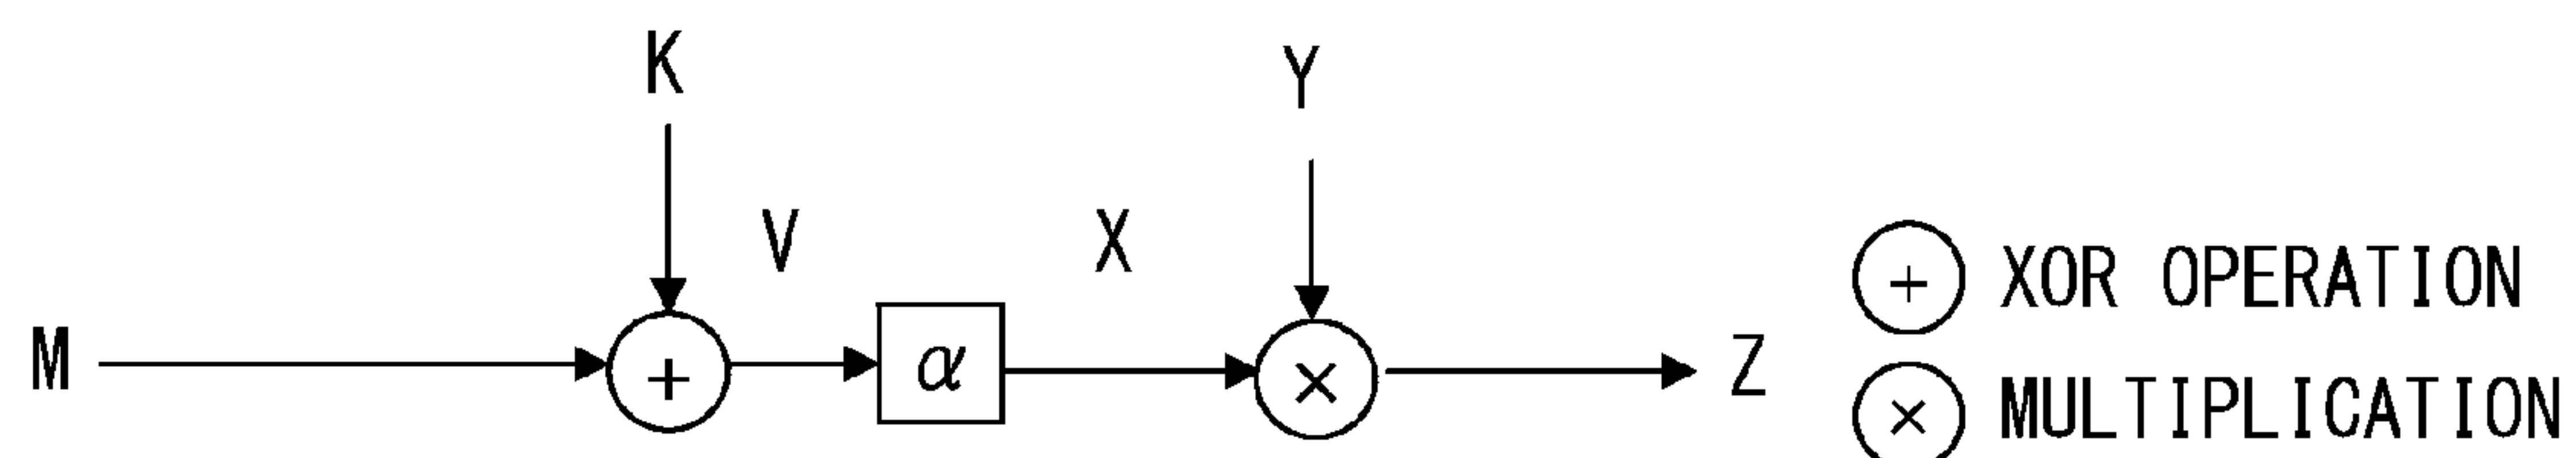 K
Y
V
X
M
+
α
×
Z
+ XOR OPERATION
× MULTIPLICATION